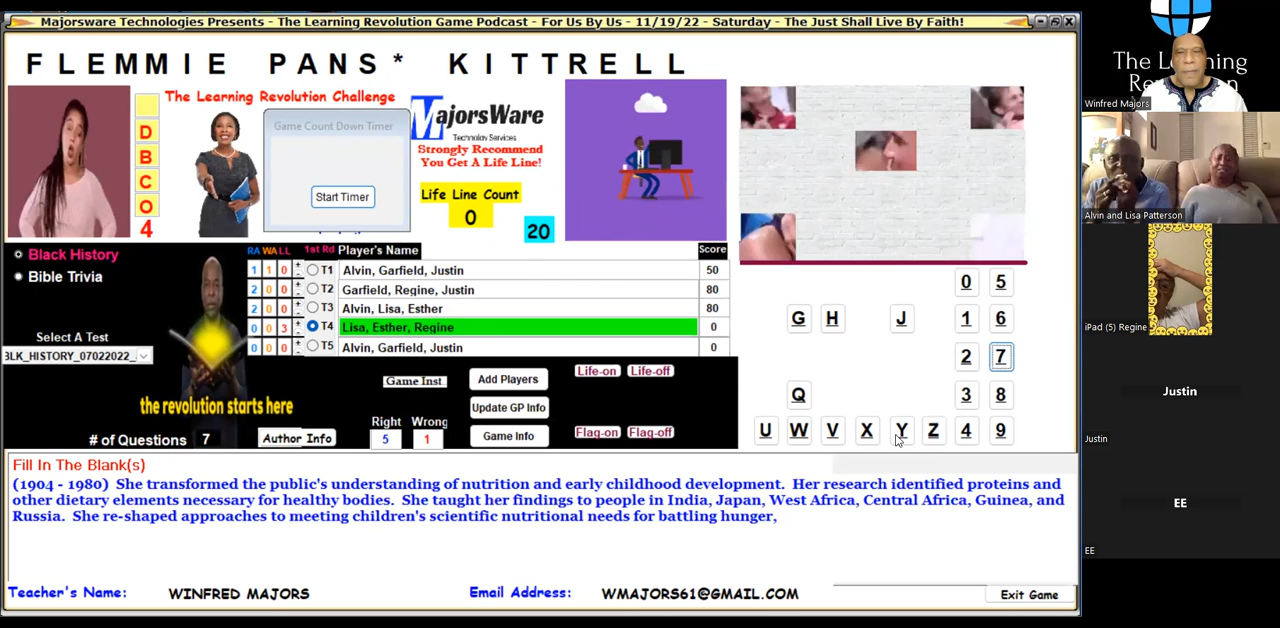 Majorsware Technologies Presents - The Learning Revolution Game Podcast - For Us By Us - 11/19/22 - Saturday - The Just Shall Live By Faith!
FLEMMIE PANS* KITTRELL
The Learning Revolution Challenge
D
B
C
O
4
Game Count Down Timer
Start Timer
MajorsWare
Technology Services
Strongly Recommend
You Get A Life Line!
Life Line Count
0
20
Black History
Bible Trivia
Select A Test
BLK_HISTORY_07022022_
the revolution starts here
# of Questions 7
Author Info
RA WA LL 1st Rd Player's Name Score
1 1 0 + - T1 Alvin, Garfield, Justin 50
2 0 0 + - T2 Garfield, Regine, Justin 80
2 0 0 + - T3 Alvin, Lisa, Esther 80
0 0 3 + - T4 Lisa, Esther, Regine 0
0 0 0 + - T5 Alvin, Garfield, Justin 0
Game Inst
Add Players
Life-on Life-off
Update GP Info
Right Wrong
5 1
Game Info
Flag-on Flag-off
0 5
G H J 1 6
2 7
Q 3 8
U W V X Y Z 4 9
Fill In The Blank(s)
(1904 - 1980) She transformed the public's understanding of nutrition and early childhood development. Her research identified proteins and
other dietary elements necessary for healthy bodies. She taught her findings to people in India, Japan, West Africa, Central Africa, Guinea, and
Russia. She re-shaped approaches to meeting children's scientific nutritional needs for battling hunger,
Teacher's Name: WINFRED MAJORS Email Address: WMAJORS61@GMAIL.COM Exit Game
The Learning
Winfred Majors
Alvin and Lisa Patterson
iPad (5) Regine
Justin
Justin
EE
EE